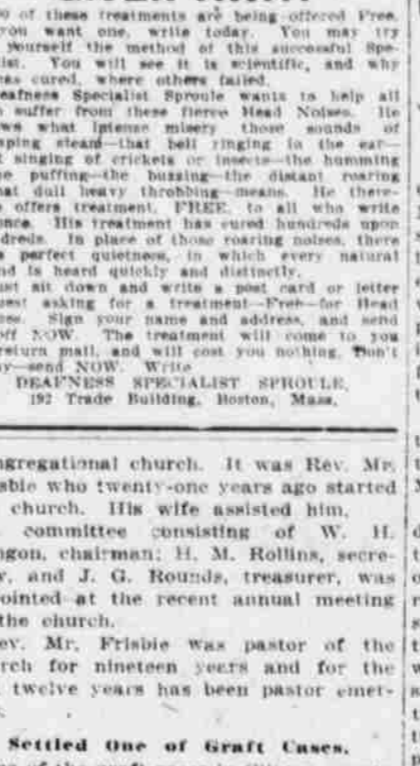 of these treatments are being offered Free.
you want one, write today. You may try
yourself the method of this successful Spe-
ist. You will see it is scientific, and why
as cured, where others failed.
eafness Specialist Sproule wants to help all
suffer from these fierce Head Noises. He
ws what intense misery those sounds of
ping steam—that bell ringing in the ear—
t singing of crickets or insects—the humming
e puffing—the buzzing—the distant roaring
at dull heavy throbbing—means. He there-
offers treatment, FREE, to all who write
once. His treatment has cured hundreds upon
dreds. In place of those roaring noises, there
s perfect quietness, in which every natural
nd is heard quickly and distinctly.
ust sit down and write a post card or letter
uest asking for a treatment—Free—for Head
ses. Sign your name and address, and send
off NOW. The treatment will come to you
return mail, and will cost you nothing. Don't
ay—send NOW. Write
DEAFNESS SPECIALIST SPROULE,
192 Trade Building, Boston, Mass.
ngregational church. It was Rev. Mr.
sbie who twenty-one years ago started
church. His wife assisted him.
committee consisting of W. H.
ngon, chairman; H. M. Rollins, secre-
y, and J. G. Rounds, treasurer, was
pointed at the recent annual meeting
the church.
ev. Mr. Frisbie was pastor of the
rch for nineteen years and for the
twelve years has been pastor emer-
Settled One of Graft Cases.